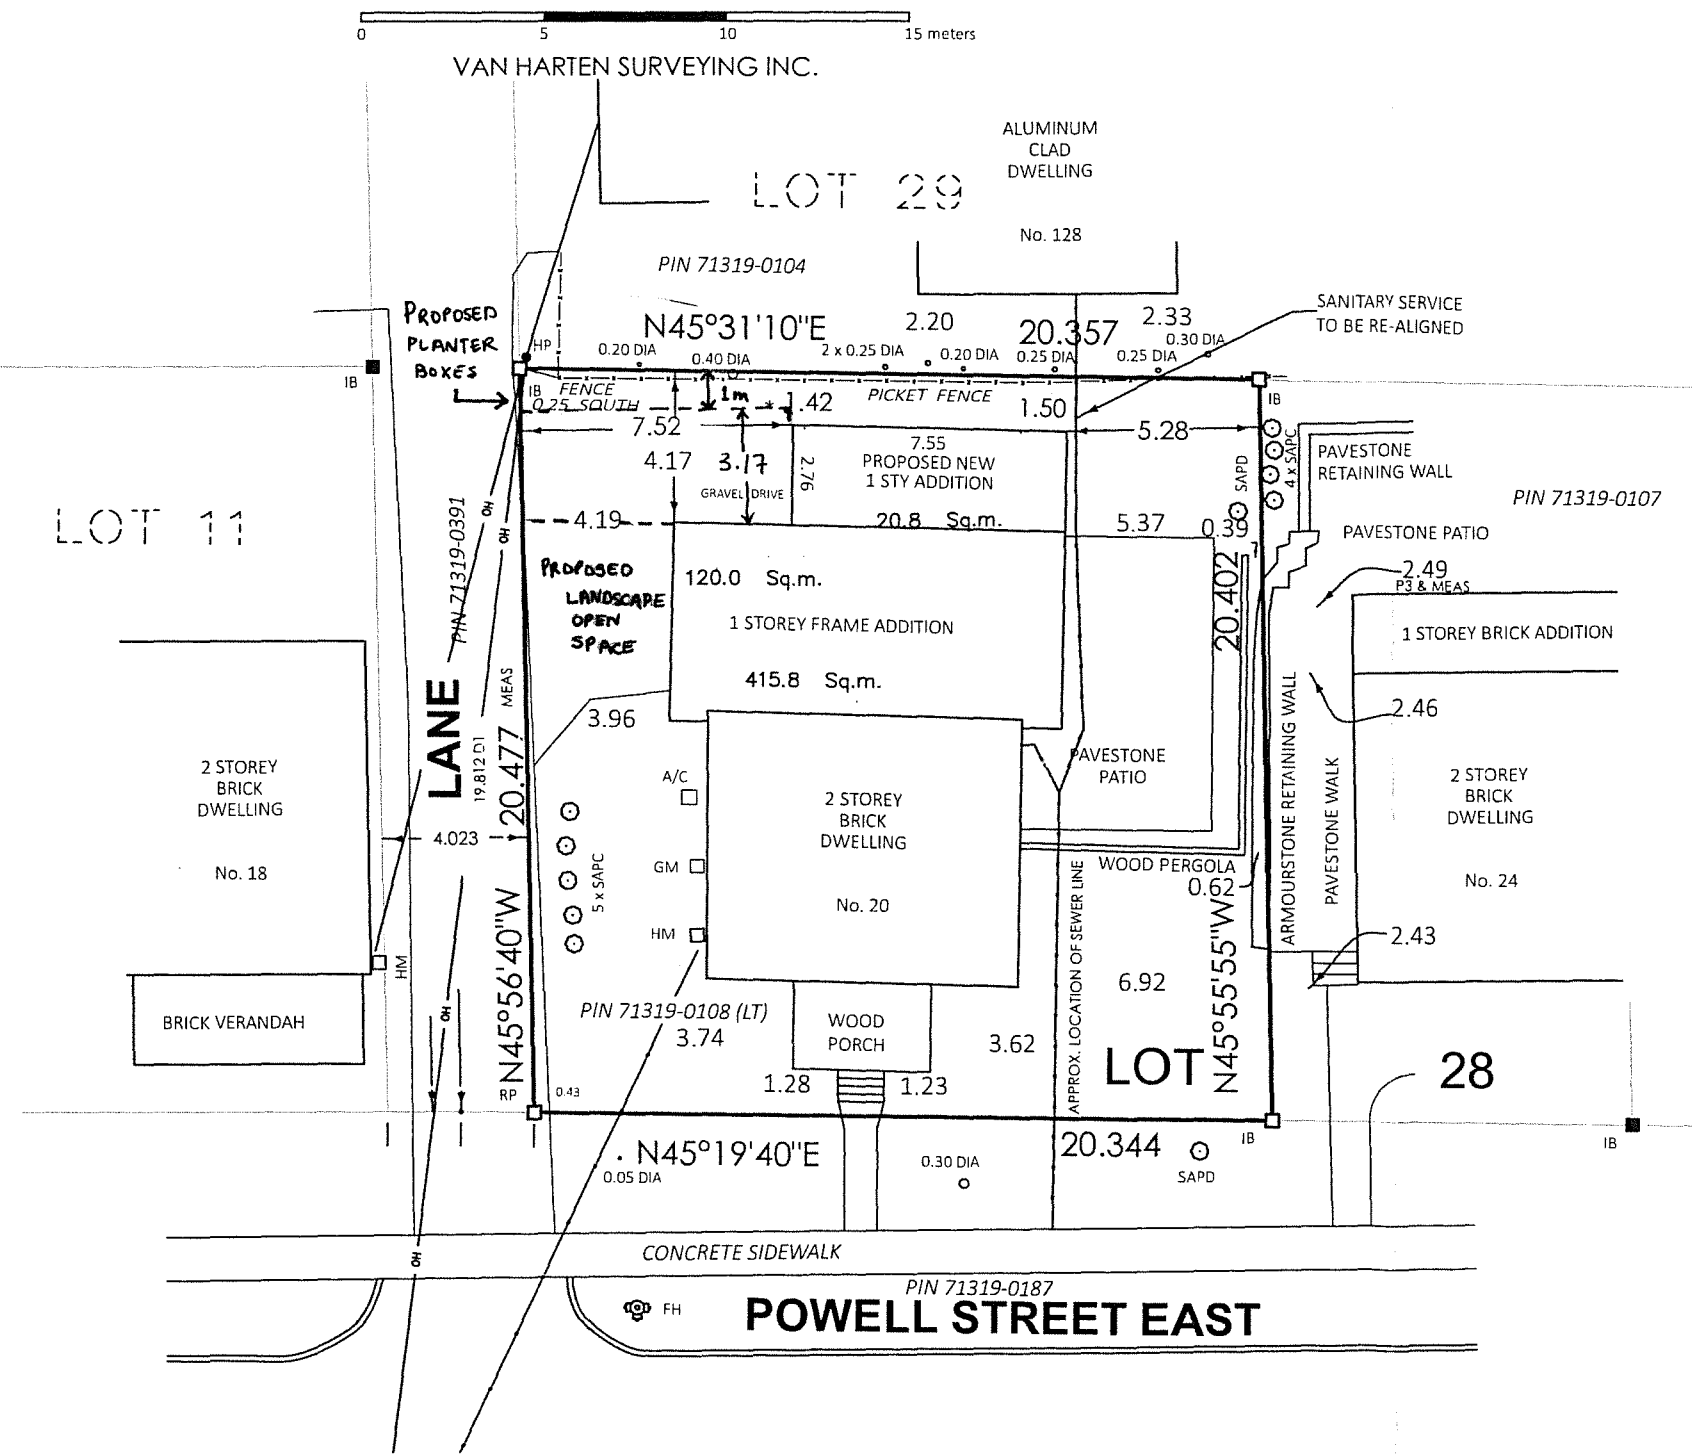 0 5 10 15 meters
VAN HARTEN SURVEYING INC.
ALUMINUM
CLAD
DWELLING
No. 128
LOT 29
PIN 71319-0104
SANITARY SERVICE
TO BE RE-ALIGNED
PROPOSED
PLANTER
BOXES
HP
N45°31'10"E
2.20
20.357
2.33
0.20 DIA
0.40 DIA
2 x 0.25 DIA
0.20 DIA
0.25 DIA
0.25 DIA
0.30 DIA
IB
IB
FENCE
0.25 SOUTH
1m
*
1.42
PICKET FENCE
1.50
IB
7.52
5.28
4.17
3.17
GRAVEL DRIVE
2.76
7.55
PROPOSED NEW
1 STY ADDITION
20.8 Sq.m.
SAPD
4 x SAPC
PAVESTONE
RETAINING WALL
PIN 71319-0107
LOT 11
PIN 71319-0391
HO
HO
4.19
5.37
0.39
PAVESTONE PATIO
PROPOSED
LANDSCAPE
OPEN
SPACE
120.0 Sq.m.
1 STOREY FRAME ADDITION
415.8 Sq.m.
20.402
2.49
P3 & MEAS
1 STOREY BRICK ADDITION
LANE
19.812 D1
20.477 MEAS
3.96
2.46
2 STOREY
BRICK
DWELLING
No. 18
4.023
A/C
GM
HM
5 x SAPC
2 STOREY
BRICK
DWELLING
No. 20
PAVESTONE
PATIO
WOOD PERGOLA
0.62
ARMOURSTONE RETAINING WALL
PAVESTONE WALK
2 STOREY
BRICK
DWELLING
No. 24
2.43
HM
BRICK VERANDAH
HO
N45°56'40"W
PIN 71319-0108 (LT)
3.74
WOOD
PORCH
3.62
APPROX. LOCATION OF SEWER LINE
6.92
N45°55'55"W
LOT 28
RP
0.43
1.28
1.23
N45°19'40"E
0.05 DIA
0.30 DIA
20.344
IB
SAPD
IB
HO
CONCRETE SIDEWALK
PIN 71319-0187
FH
POWELL STREET EAST